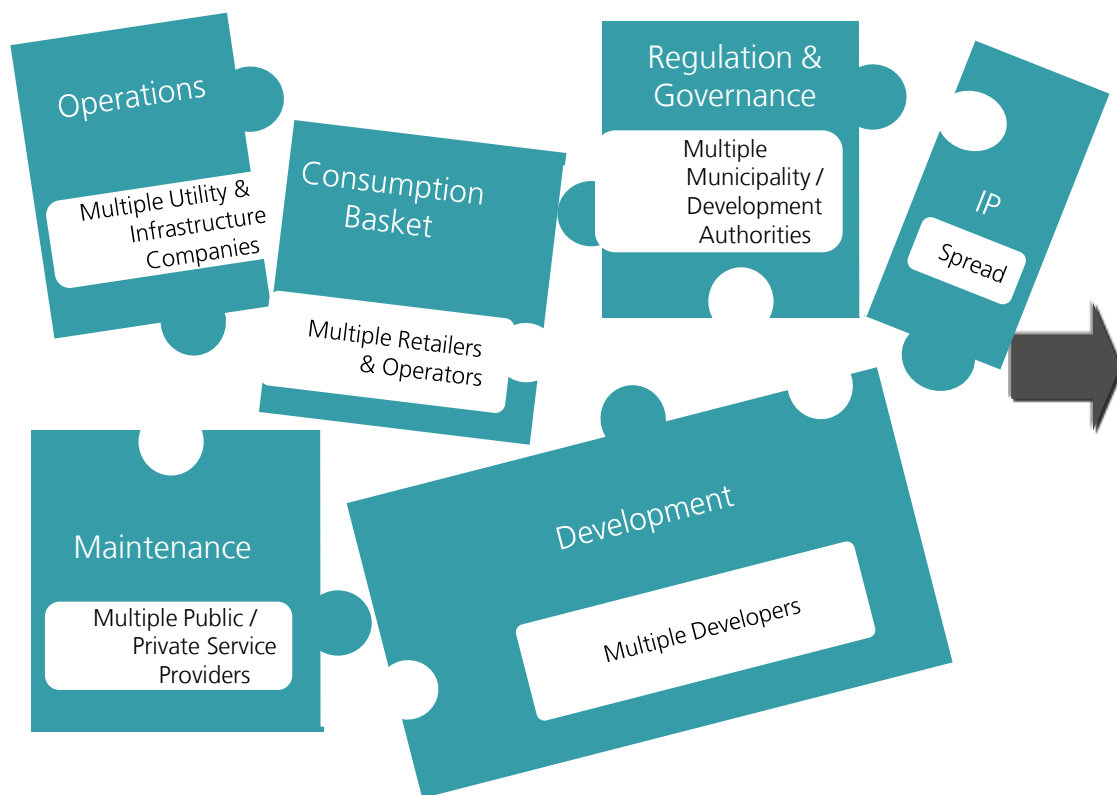 Operations
Multiple Utility &
Infrastructure
Companies
Consumption
Basket
Multiple Retailers
& Operators
Regulation &
Governance
Multiple
Municipality /
Development
Authorities
IP
Spread
Maintenance
Multiple Public /
Private Service
Providers
Development
Multiple Developers